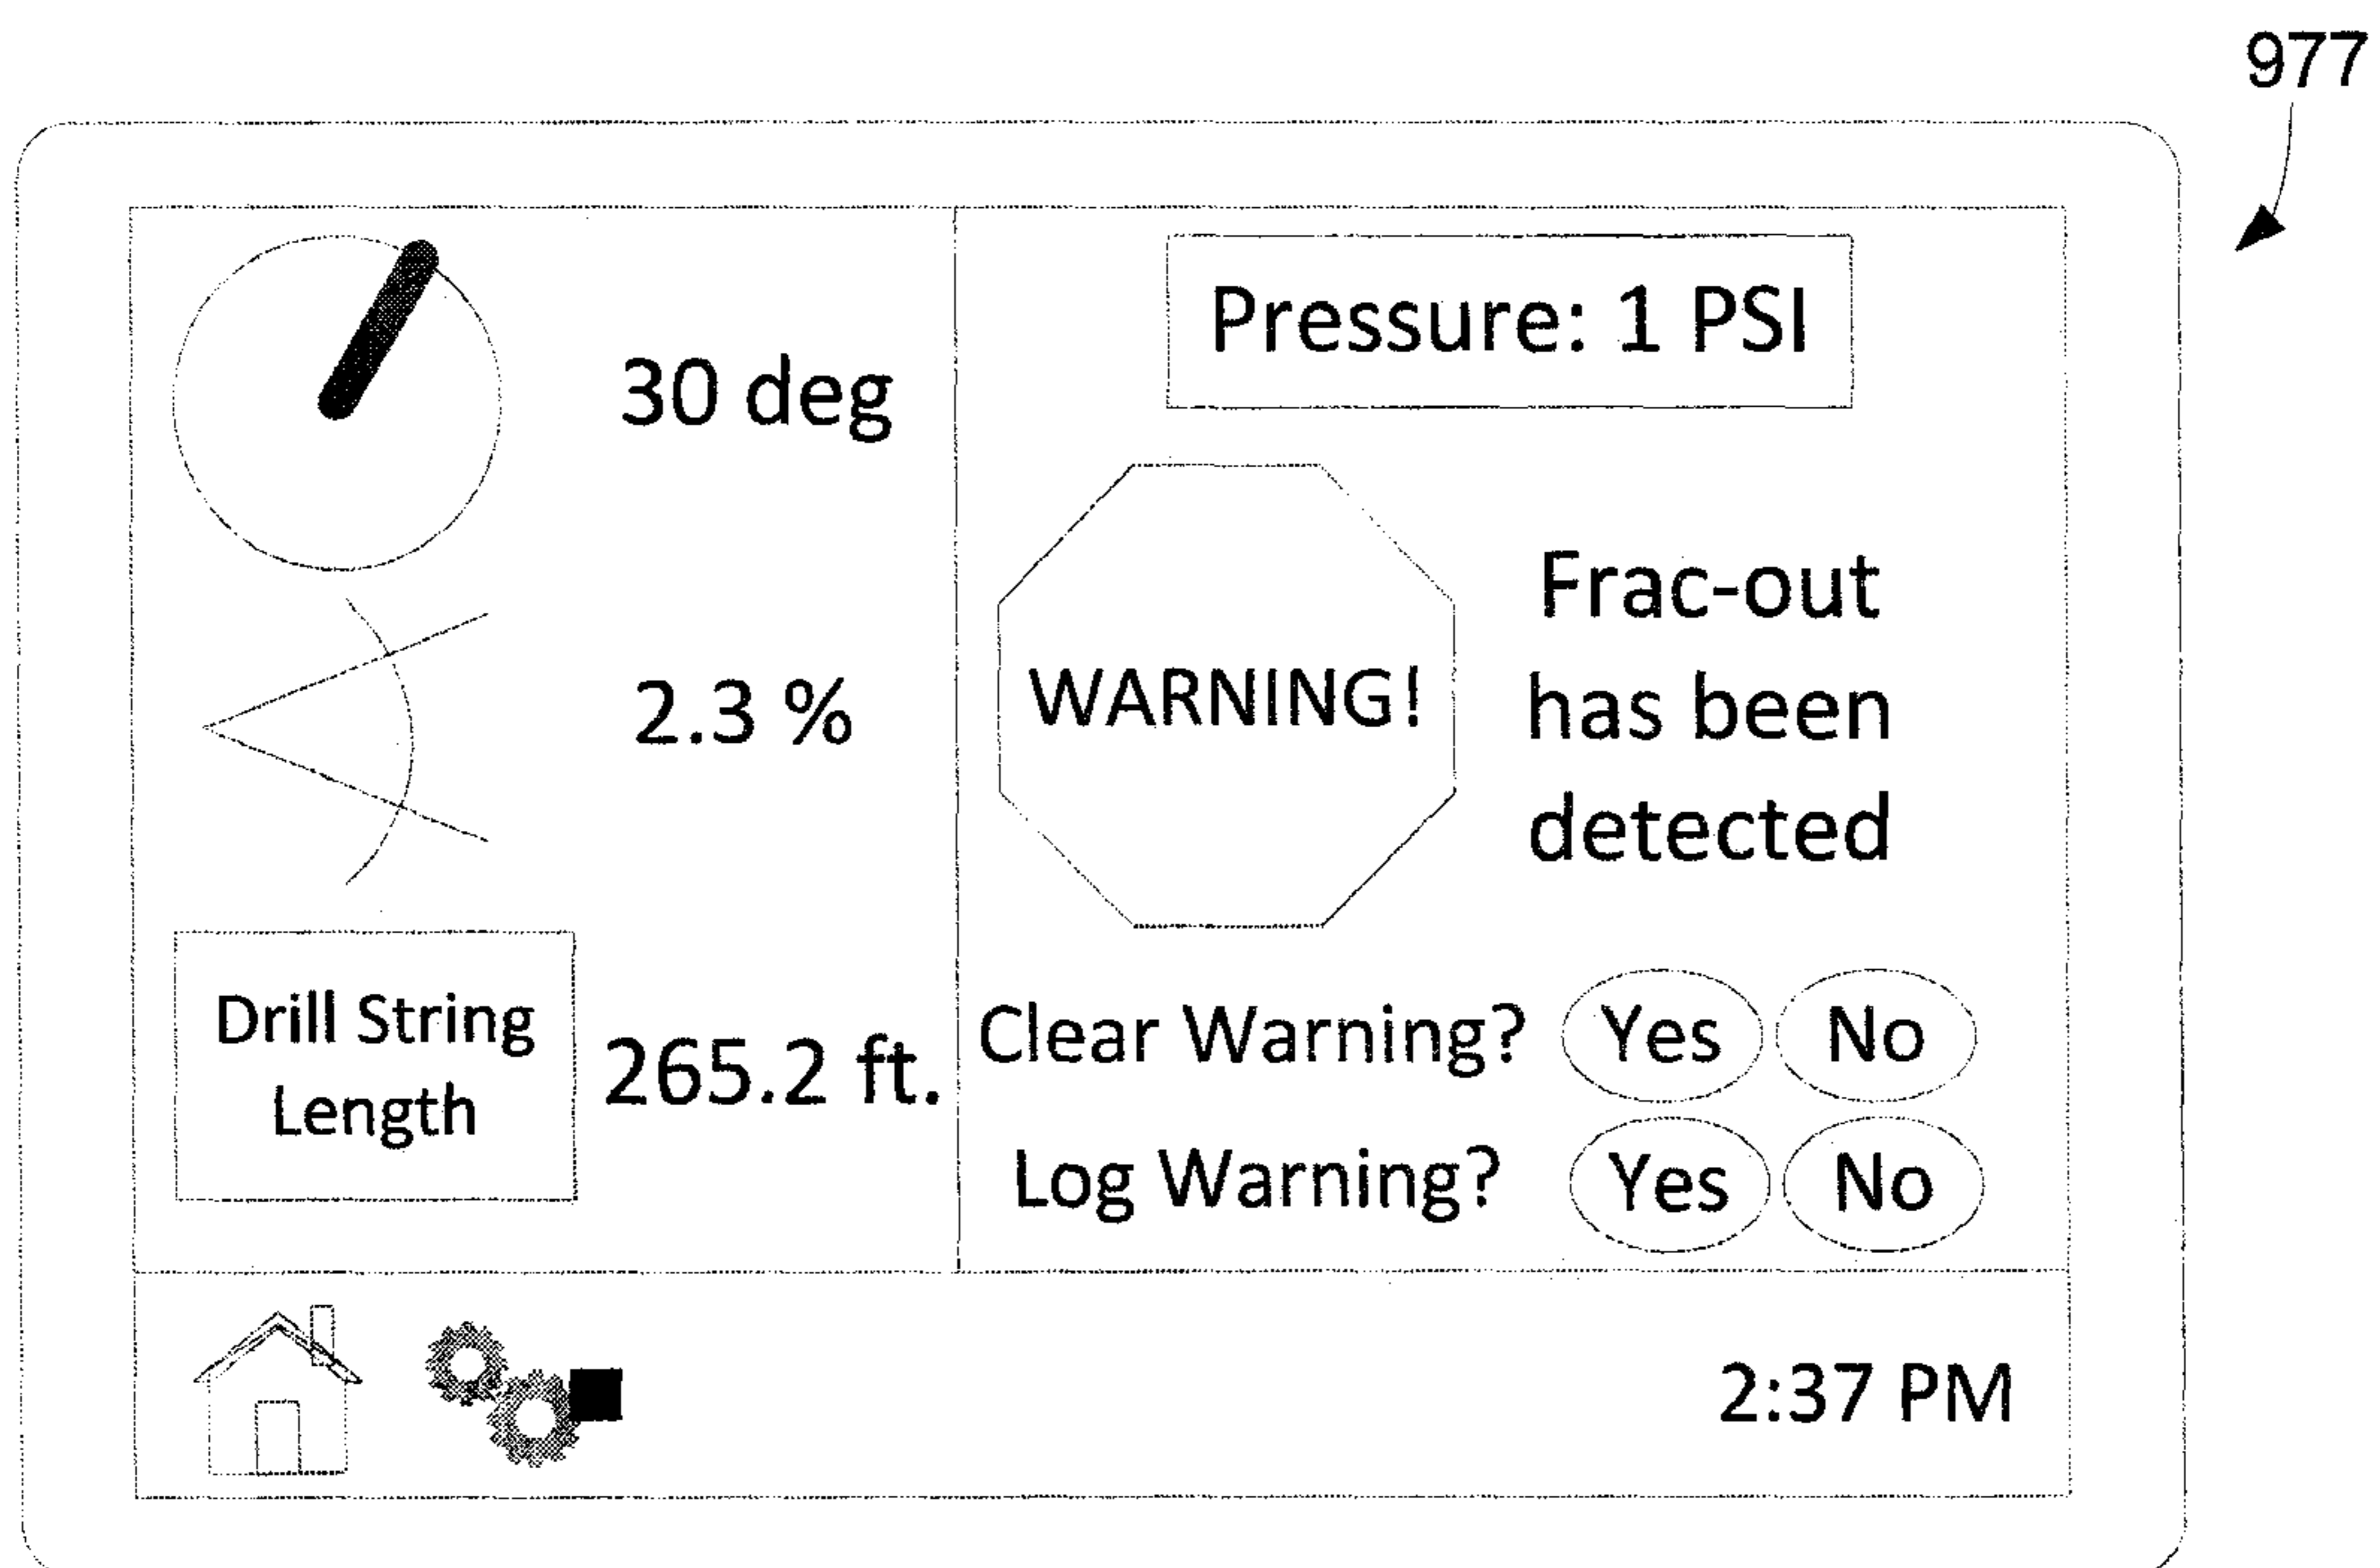 977
30 deg
2.3 %
Drill String
Length
265.2 ft.
Pressure: 1 PSI
WARNING!
Frac-out
has been
detected
Clear Warning? Yes No
Log Warning? Yes No
2:37 PM